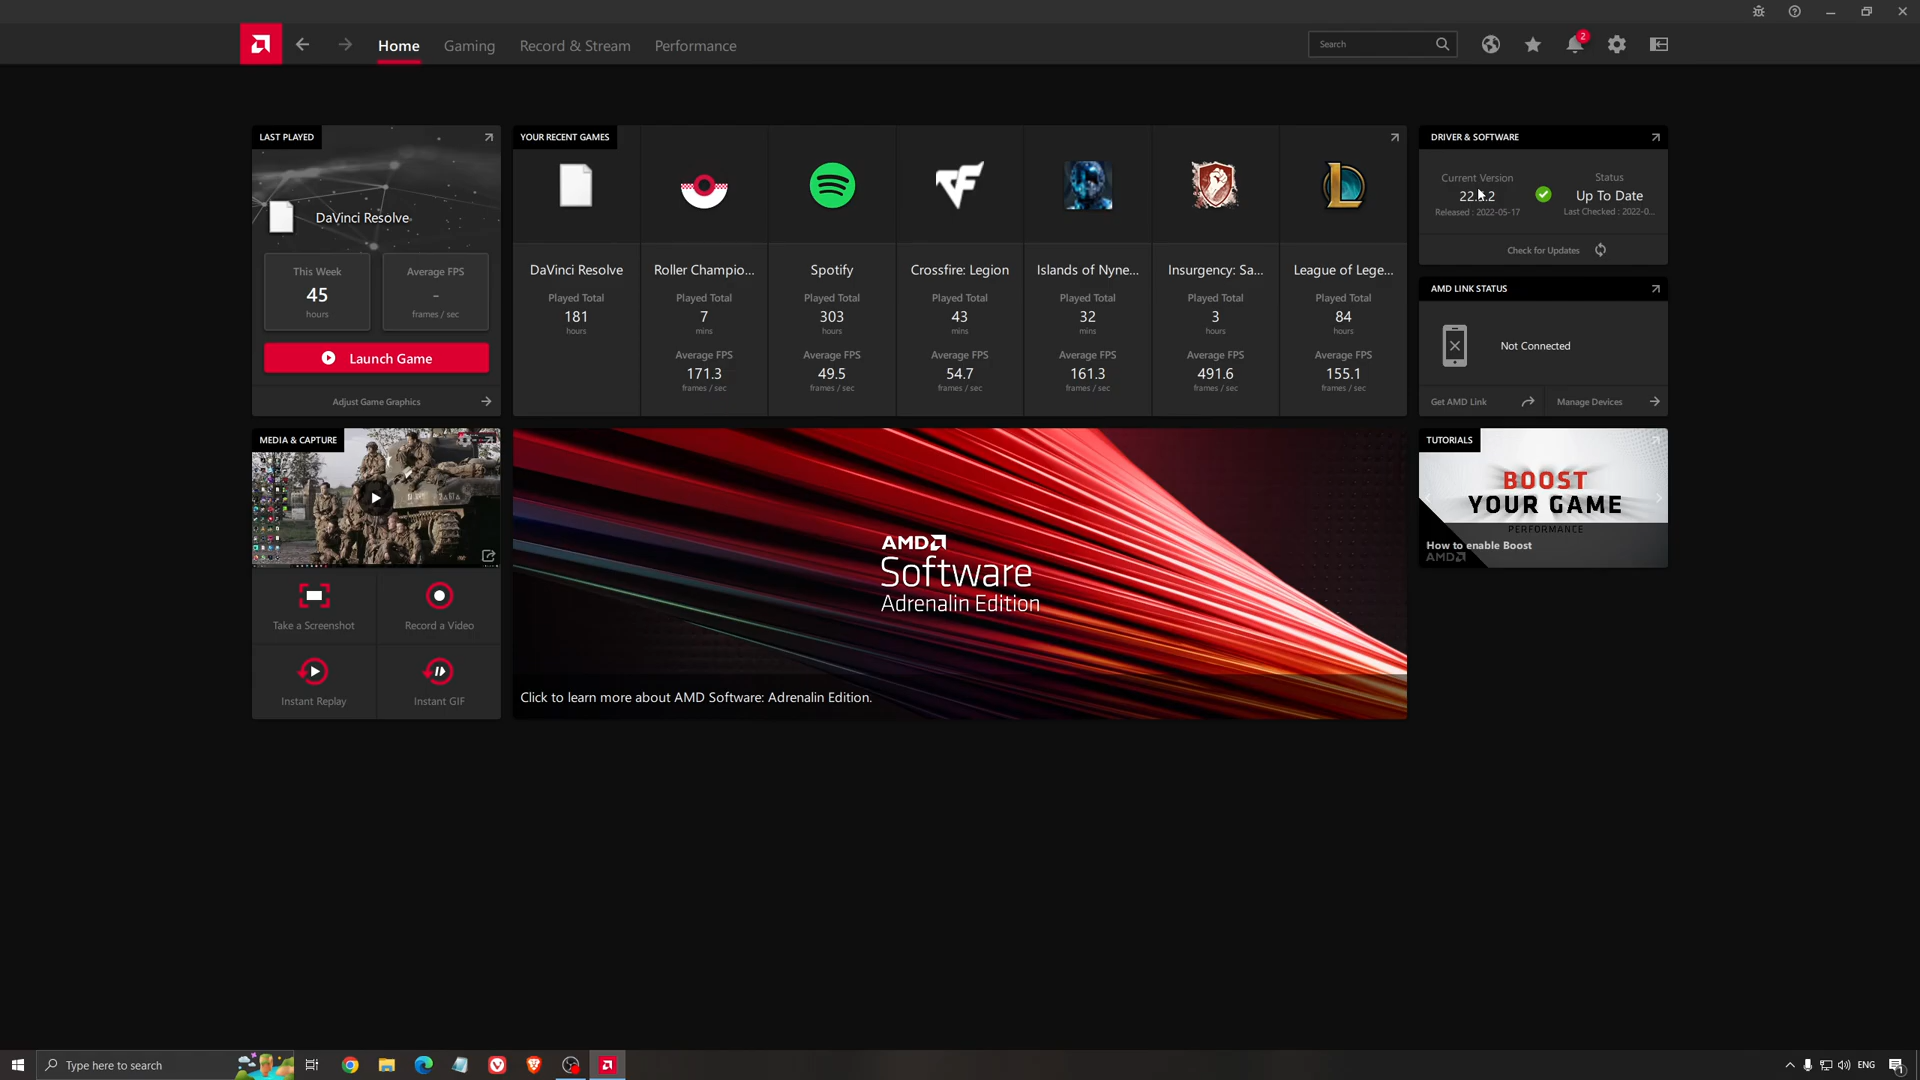 Home
Gaming
Record & Stream
Performance
Search
2
LAST PLAYED
DaVinci Resolve
This Week
45
hours
Average FPS
–
frames / sec
Launch Game
Adjust Game Graphics
YOUR RECENT GAMES
DaVinci Resolve
Played Total
181
hours
Roller Champio...
Played Total
7
mins
Average FPS
171.3
frames / sec
Spotify
Played Total
303
hours
Average FPS
49.5
frames / sec
Crossfire: Legion
Played Total
43
mins
Average FPS
54.7
frames / sec
Islands of Nyne...
Played Total
32
mins
Average FPS
161.3
frames / sec
Insurgency: Sa...
Played Total
3
hours
Average FPS
491.6
frames / sec
League of Lege...
Played Total
84
hours
Average FPS
155.1
frames / sec
DRIVER & SOFTWARE
Current Version
Released : 2022-05-17
Status
Up To Date
Last Checked : 2022-0...
Check for Updates
AMD LINK STATUS
Not Connected
Get AMD Link
Manage Devices
MEDIA & CAPTURE
Take a Screenshot
Record a Video
Instant Replay
Instant GIF
AMD
Software
Adrenalin Edition
Click to learn more about AMD Software: Adrenalin Edition.
TUTORIALS
BOOST
YOUR GAME
PERFORMANCE
How to enable Boost
AMD
Type here to search
ENG
1